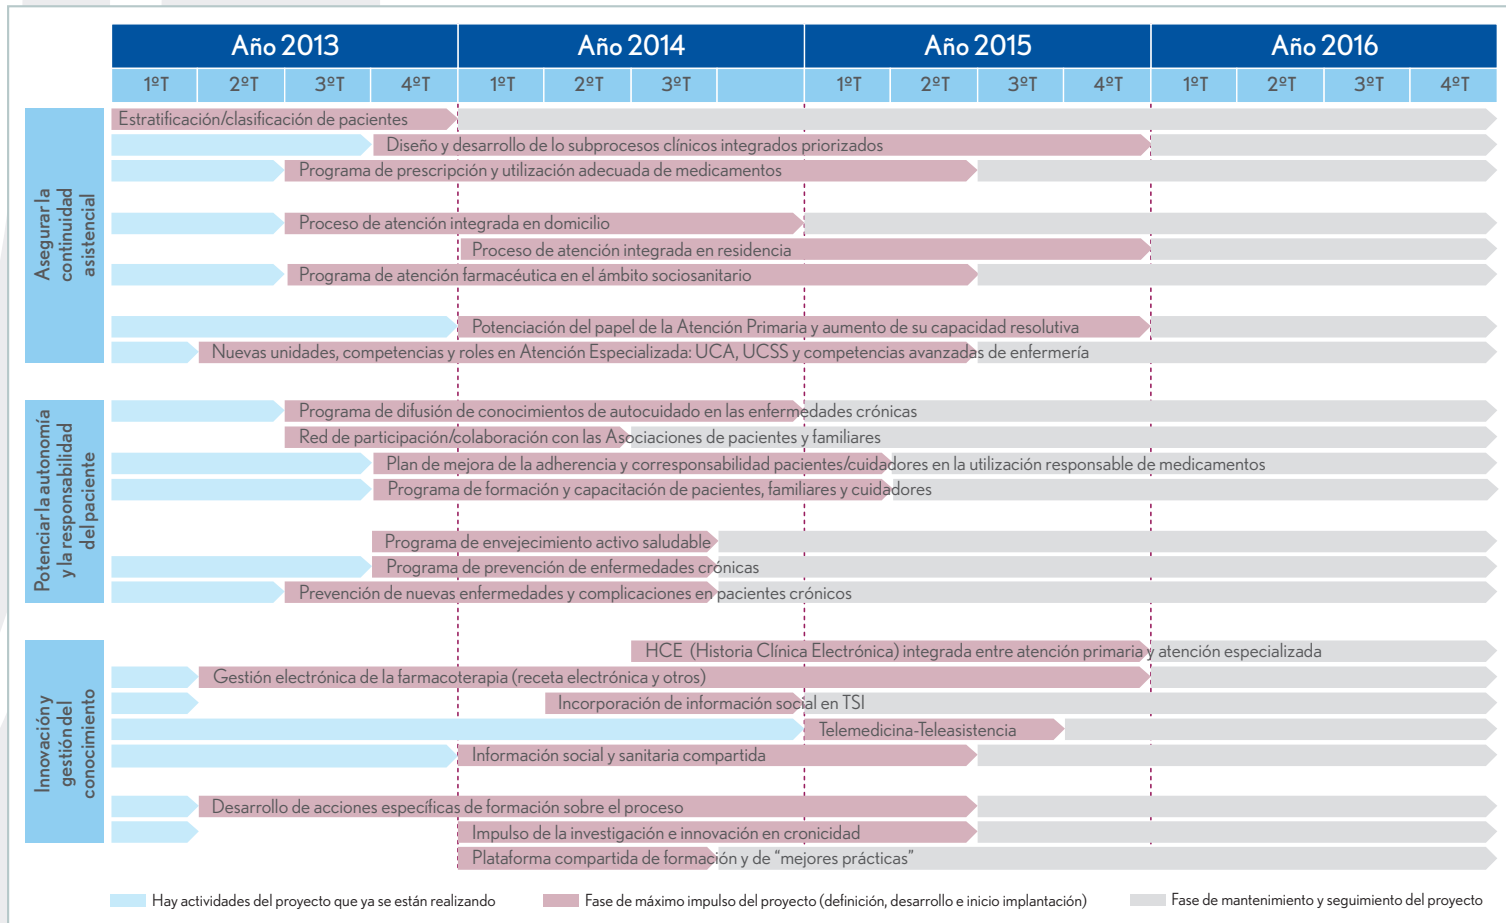 Año 2013 Año 2014 Año 2015 Año 2016
1ºT 2ºT 3ºT 4ºT 1ºT 2ºT 3ºT 1ºT 2ºT 3ºT 4ºT 1ºT 2ºT 3ºT 4ºT
Asegurar la
continuidad
asistencial
Estratificación/clasificación de pacientes
Diseño y desarrollo de lo subprocesos clínicos integrados priorizados
Programa de prescripción y utilización adecuada de medicamentos
Proceso de atención integrada en domicilio
Proceso de atención integrada en residencia
Programa de atención farmacéutica en el ámbito sociosanitario
Potenciación del papel de la Atención Primaria y aumento de su capacidad resolutiva
Nuevas unidades, competencias y roles en Atención Especializada: UCA, UCSS y competencias avanzadas de enfermería
Potenciar la autonomía
y la responsabilidad
del paciente
Programa de difusión de conocimientos de autocuidado en las enfermedades crónicas
Red de participación/colaboración con las Asociaciones de pacientes y familiares
Plan de mejora de la adherencia y corresponsabilidad pacientes/cuidadores en la utilización responsable de medicamentos
Programa de formación y capacitación de pacientes, familiares y cuidadores
Programa de envejecimiento activo saludable
Programa de prevención de enfermedades crónicas
Prevención de nuevas enfermedades y complicaciones en pacientes crónicos
Innovación y
gestión del
conocimiento
HCE (Historia Clínica Electrónica) integrada entre atención primaria y atención especializada
Gestión electrónica de la farmacoterapia (receta electrónica y otros)
Incorporación de información social en TSI
Telemedicina-Teleasistencia
Información social y sanitaria compartida
Desarrollo de acciones específicas de formación sobre el proceso
Impulso de la investigación e innovación en cronicidad
Plataforma compartida de formación y de “mejores prácticas”
Hay actividades del proyecto que ya se están realizando
Fase de máximo impulso del proyecto (definición, desarrollo e inicio implantación)
Fase de mantenimiento y seguimiento del proyecto